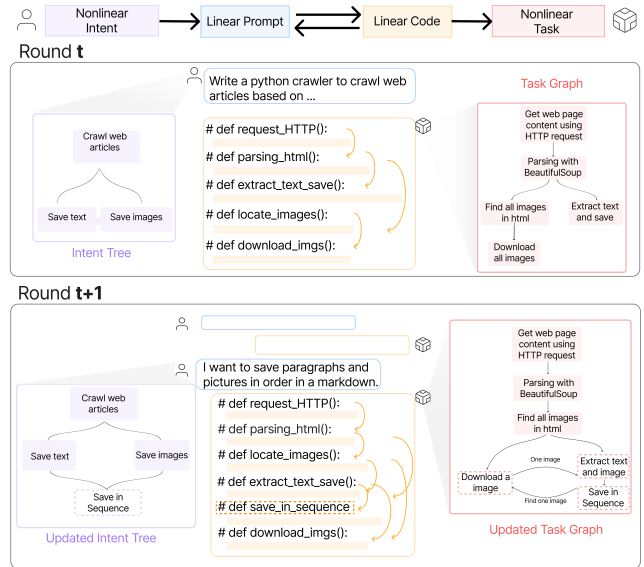 Nonlinear
Intent
Linear Prompt
Linear Code
Nonlinear
Task
Round t
Write a python crawler to crawl web
articles based on ...
Crawl web
articles
Save text
Save images
Intent Tree
# def request_HTTP():
# def parsing_html():
# def extract_text_save():
# def locate_images():
# def download_imgs():
Task Graph
Get web page
content using
HTTP request
Parsing with
BeautifulSoup
Find all images
in html
Extract text
and save
Download
all images
Round t+1
I want to save paragraphs and
pictures in order in a markdown.
Crawl web
articles
Save text
Save images
Save in
Sequence
Updated Intent Tree
# def request_HTTP():
# def parsing_html():
# def locate_images():
# def extract_text_save():
# def save_in_sequence
# def download_imgs():
Get web page
content using
HTTP request
Parsing with
BeautifulSoup
Find all images
in html
One image
Extract text
and image
Download a
image
Find one image
Save in
Sequence
Updated Task Graph